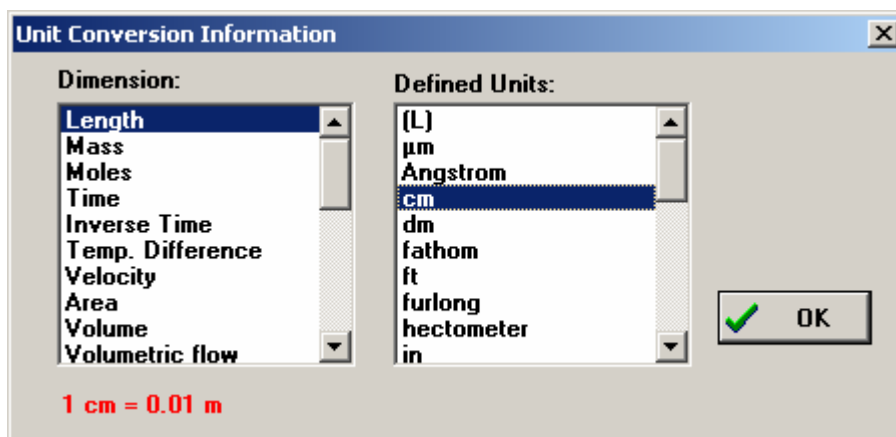 Unit Conversion Information
Dimension:
Length
Mass
Moles
Time
Inverse Time
Temp. Difference
Velocity
Area
Volume
Volumetric flow
Defined Units:
(L)
µm
Angstrom
cm
dm
fathom
ft
furlong
hectometer
in
OK
1 cm = 0.01 m